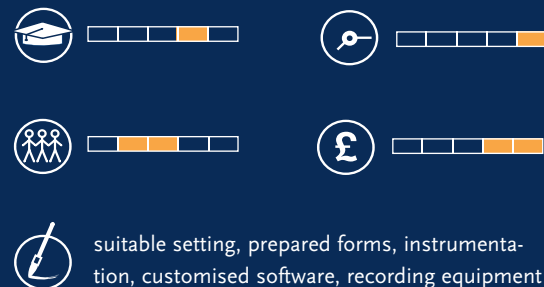 £
suitable setting, prepared forms, instrumenta-
tion, customised software, recording equipment